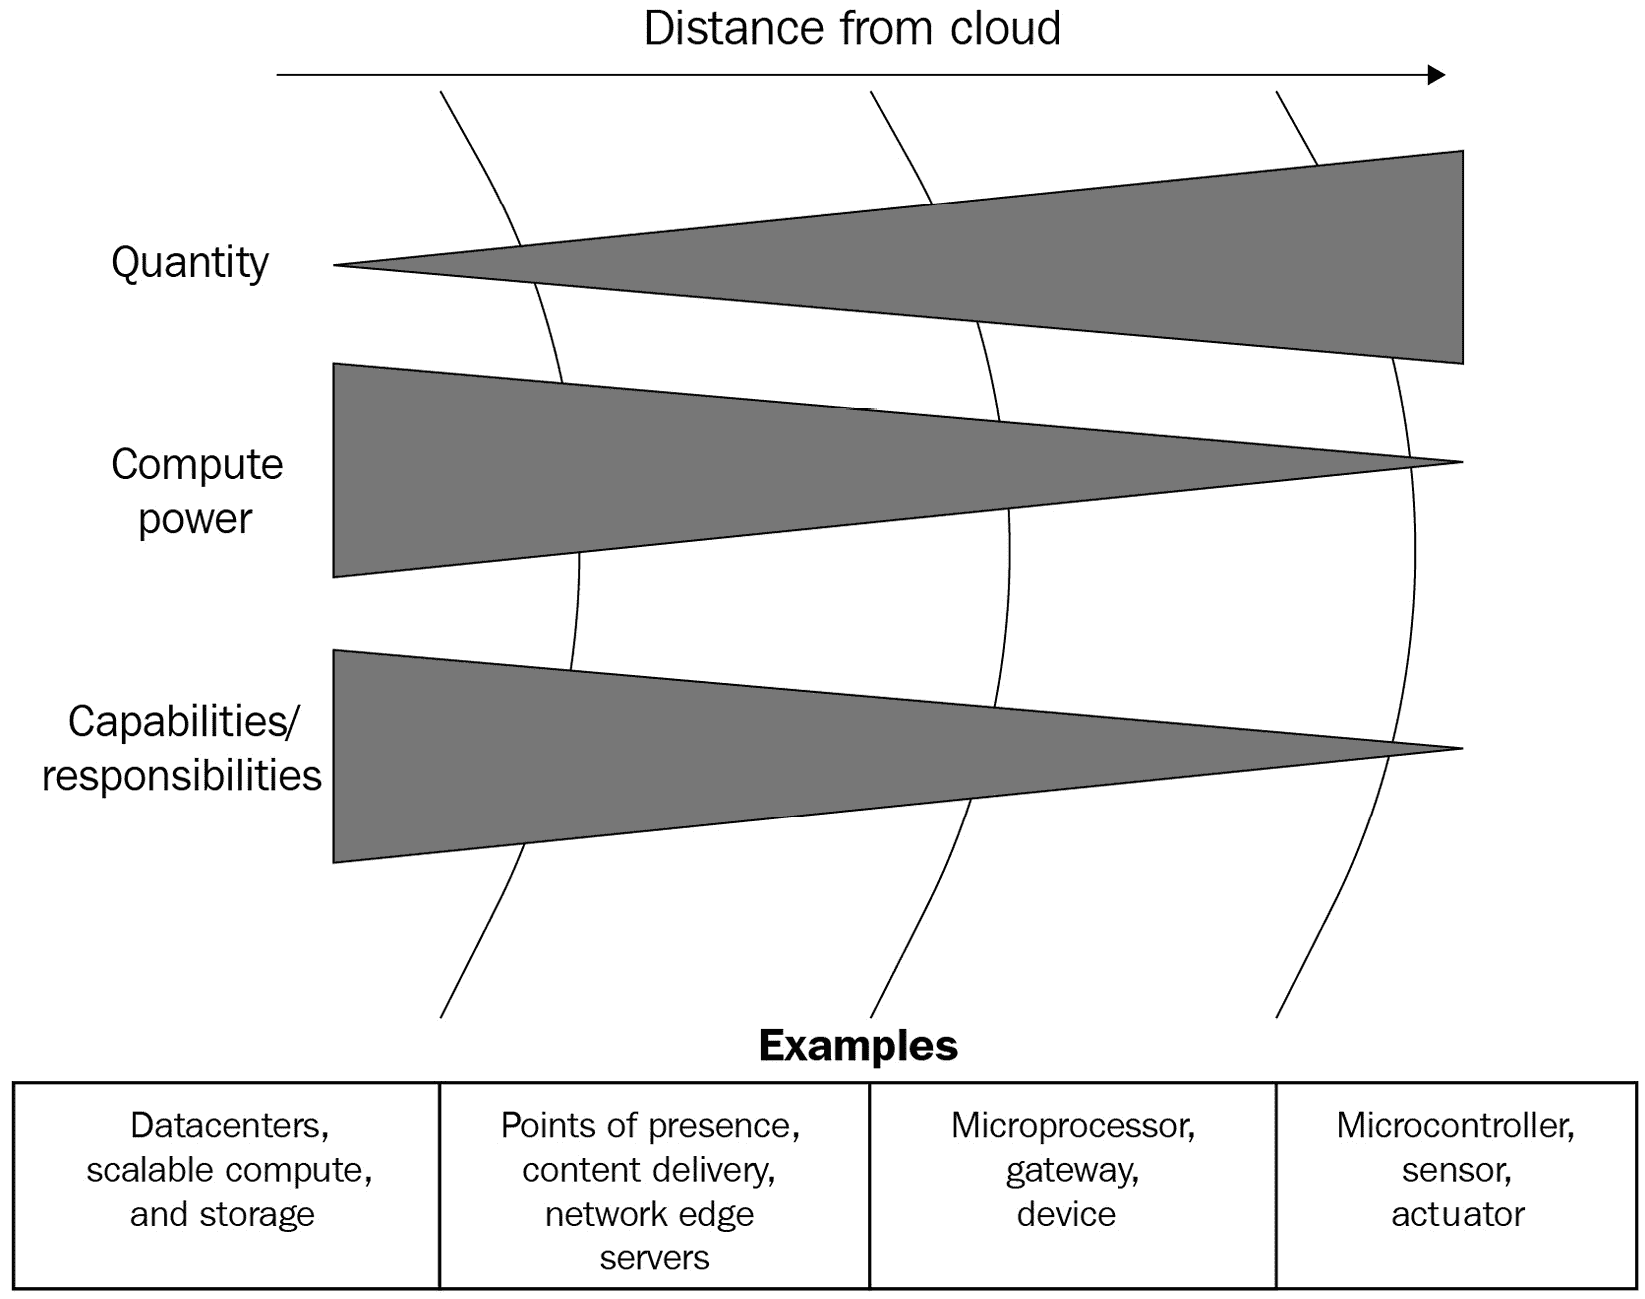 Distance from cloud
Quantity
Compute
power
Capabilities/
responsibilities
Examples
Datacenters,
scalable compute,
and storage
Points of presence,
content delivery,
network edge
servers
Microprocessor,
gateway,
device
Microcontroller,
sensor,
actuator